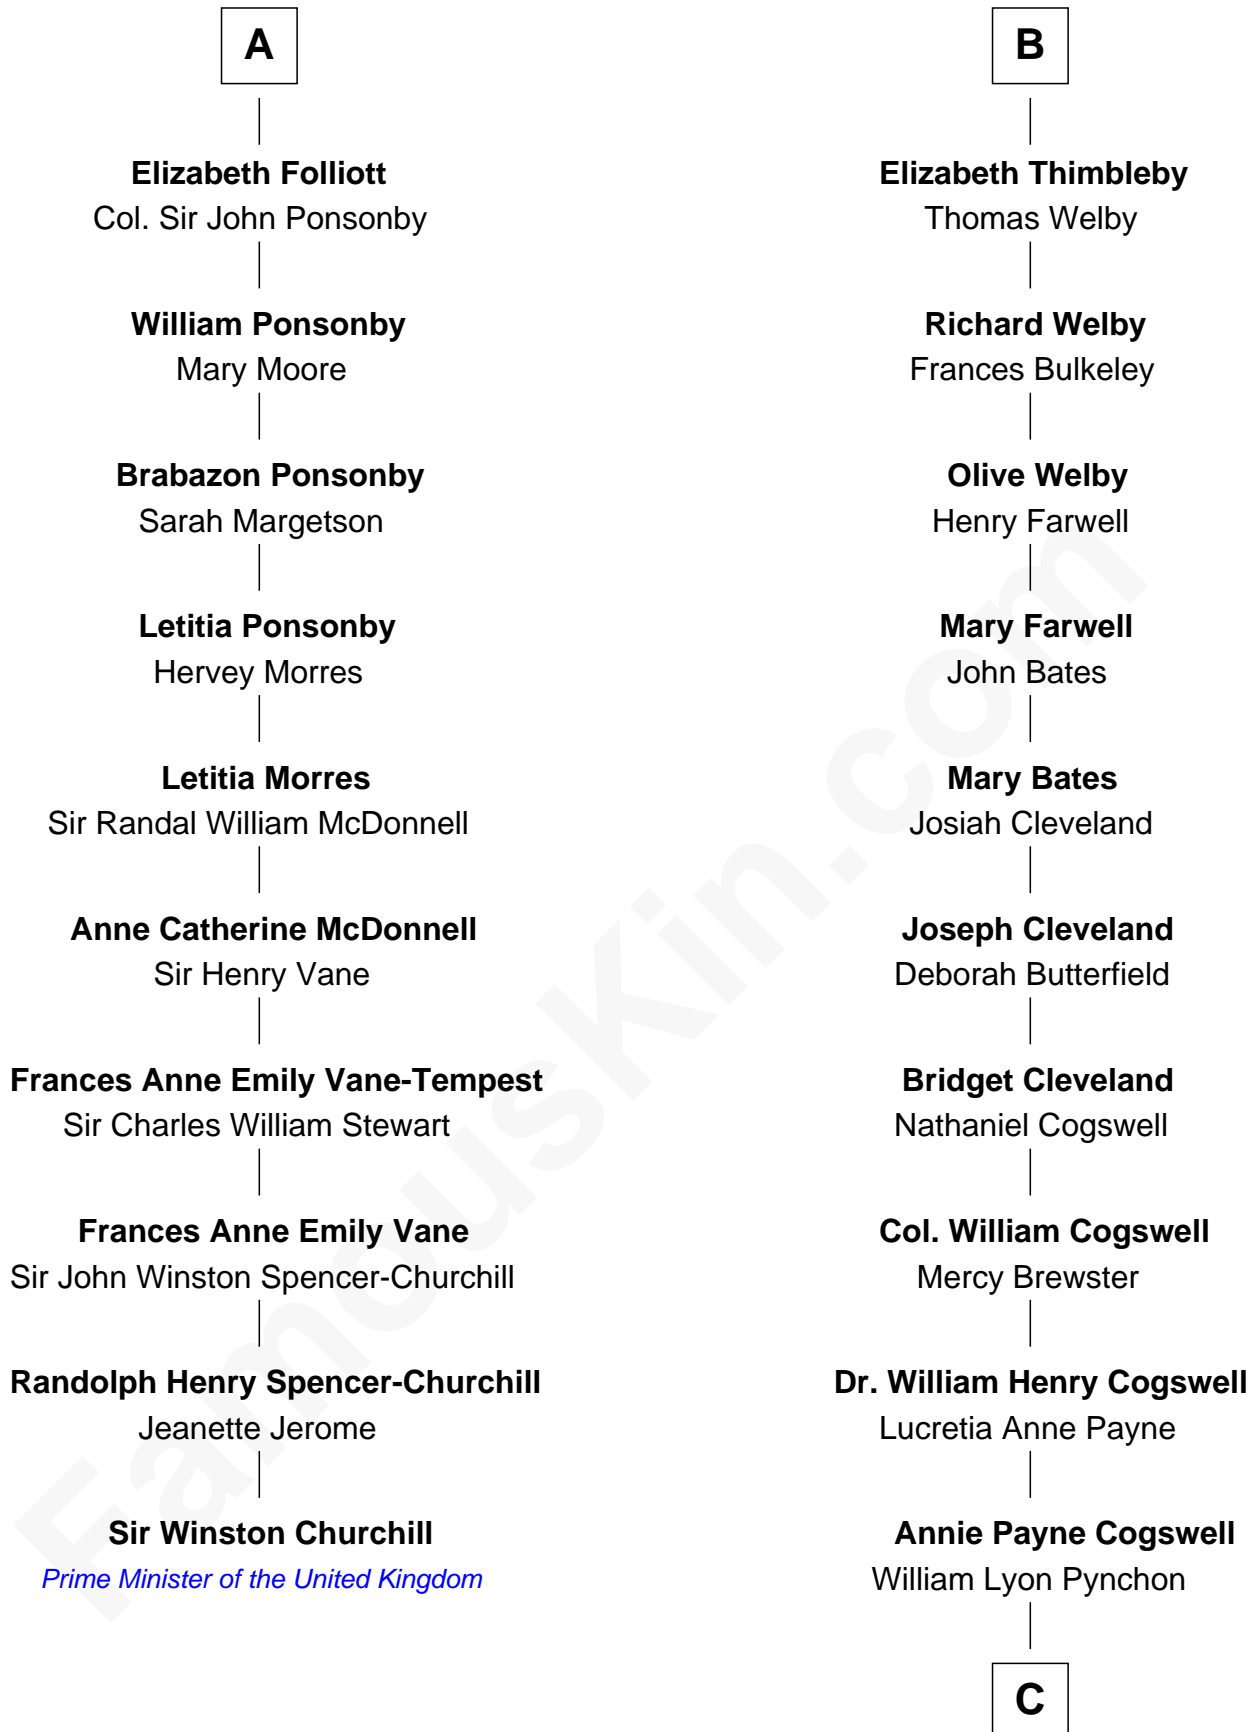 A
Elizabeth Folliott
Col. Sir John Ponsonby
William Ponsonby
Mary Moore
Brabazon Ponsonby
Sarah Margetson
Letitia Ponsonby
Hervey Morres
Letitia Morres
Sir Randal William McDonnell
Anne Catherine McDonnell
Sir Henry Vane
Frances Anne Emily Vane-Tempest
Sir Charles William Stewart
Frances Anne Emily Vane
Sir John Winston Spencer-Churchill
Randolph Henry Spencer-Churchill
Jeanette Jerome
Sir Winston Churchill
Prime Minister of the United Kingdom
B
Elizabeth Thimbleby
Thomas Welby
Richard Welby
Frances Bulkeley
Olive Welby
Henry Farwell
Mary Farwell
John Bates
Mary Bates
Josiah Cleveland
Joseph Cleveland
Deborah Butterfield
Bridget Cleveland
Nathaniel Cogswell
Col. William Cogswell
Mercy Brewster
Dr. William Henry Cogswell
Lucretia Anne Payne
Annie Payne Cogswell
William Lyon Pynchon
C
FamousKin.com